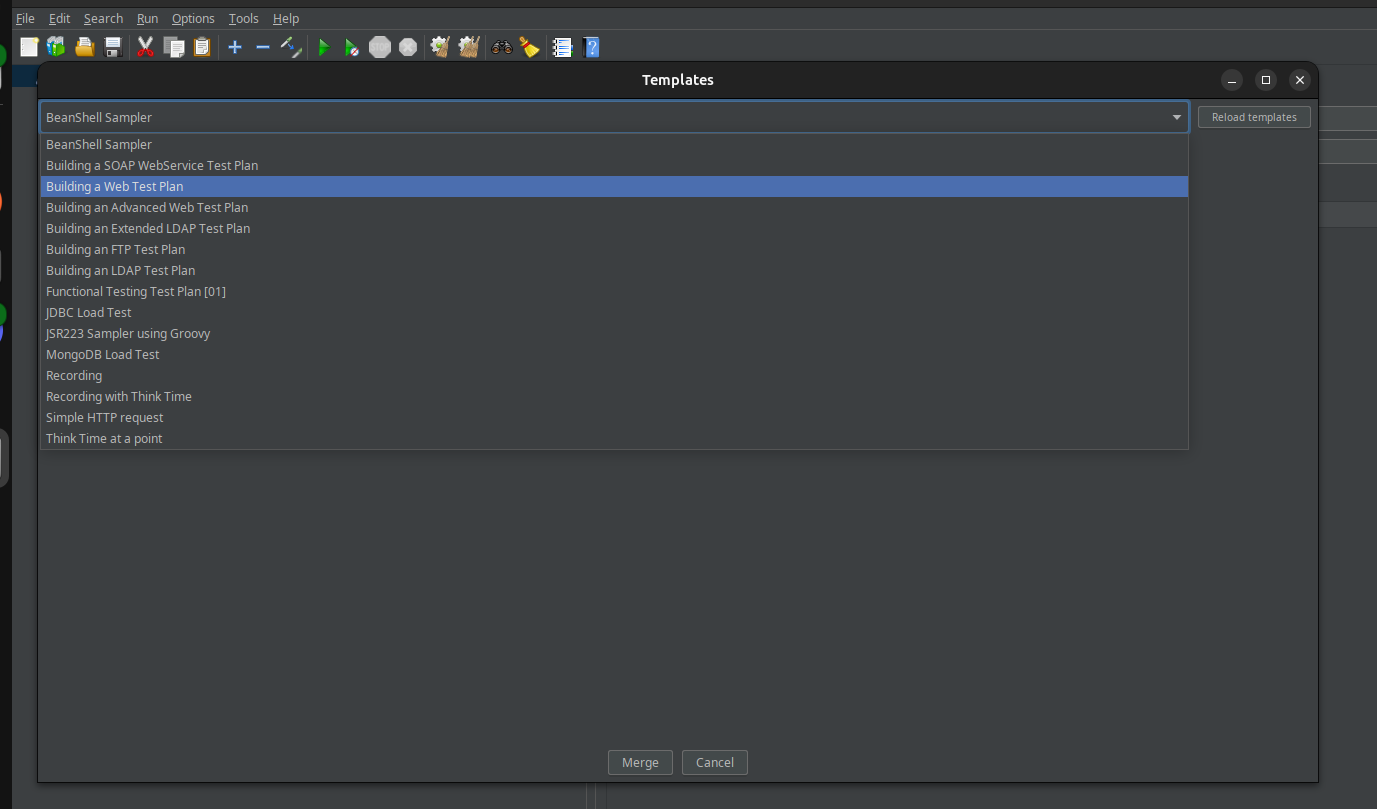 File Edit Search Run Options Tools Help
STOP
?
Templates
BeanShell Sampler
Reload templates
BeanShell Sampler
Building a SOAP WebService Test Plan
Building a Web Test Plan
Building an Advanced Web Test Plan
Building an Extended LDAP Test Plan
Building an FTP Test Plan
Building an LDAP Test Plan
Functional Testing Test Plan [01]
JDBC Load Test
JSR223 Sampler using Groovy
MongoDB Load Test
Recording
Recording with Think Time
Simple HTTP request
Think Time at a point
Merge Cancel